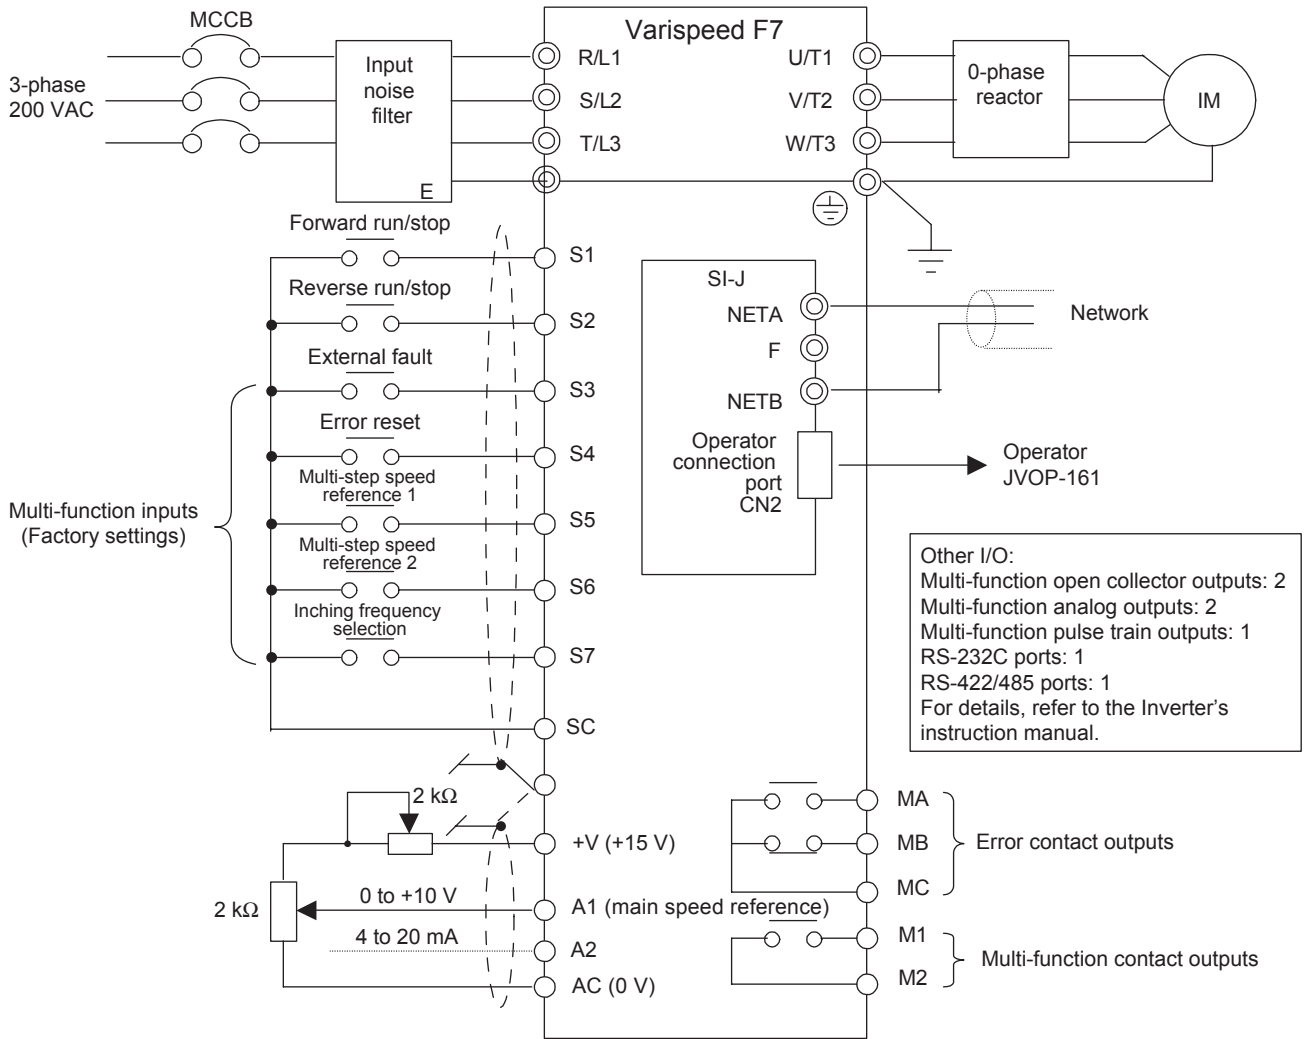 MCCB
3-phase
200 VAC
Input
noise
filter
E
Varispeed F7
R/L1
S/L2
T/L3
U/T1
V/T2
W/T3
0-phase
reactor
IM
Forward run/stop
S1
Reverse run/stop
S2
External fault
S3
Error reset
S4
Multi-step speed
reference 1
S5
Multi-step speed
reference 2
S6
Inching frequency
selection
S7
SC
Multi-function inputs
(Factory settings)
SI-J
NETA
F
NETB
Network
Operator
connection
port
CN2
Operator
JVOP-161
Other I/O:
Multi-function open collector outputs: 2
Multi-function analog outputs: 2
Multi-function pulse train outputs: 1
RS-232C ports: 1
RS-422/485 ports: 1
For details, refer to the Inverter’s
instruction manual.
2 kΩ
+V (+15 V)
2 kΩ
0 to +10 V
A1 (main speed reference)
4 to 20 mA
A2
AC (0 V)
MA
MB
MC
Error contact outputs
M1
M2
Multi-function contact outputs